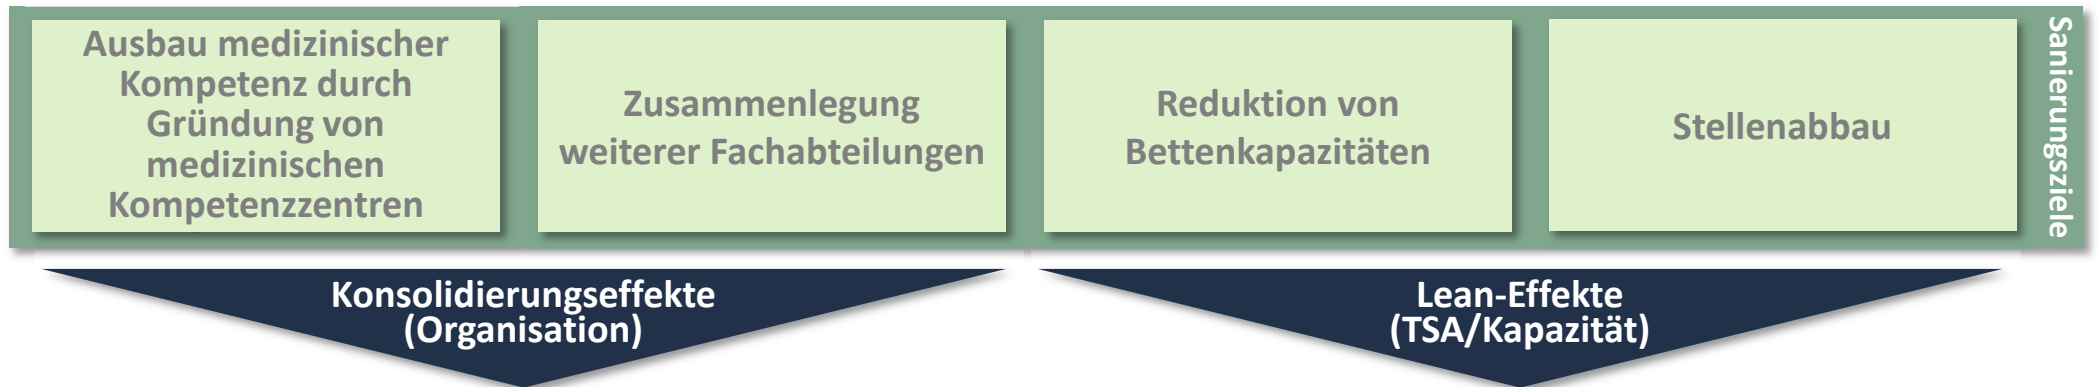 Ausbau medizinischer
Kompetenz durch
Gründung von
medizinischen
Kompetenzzentren
Zusammenlegung
weiterer Fachabteilungen
Reduktion von
Bettenkapazitäten
Stellenabbau
Sanierungsziele
Konsolidierungseffekte
(Organisation)
Lean-Effekte
(TSA/Kapazität)